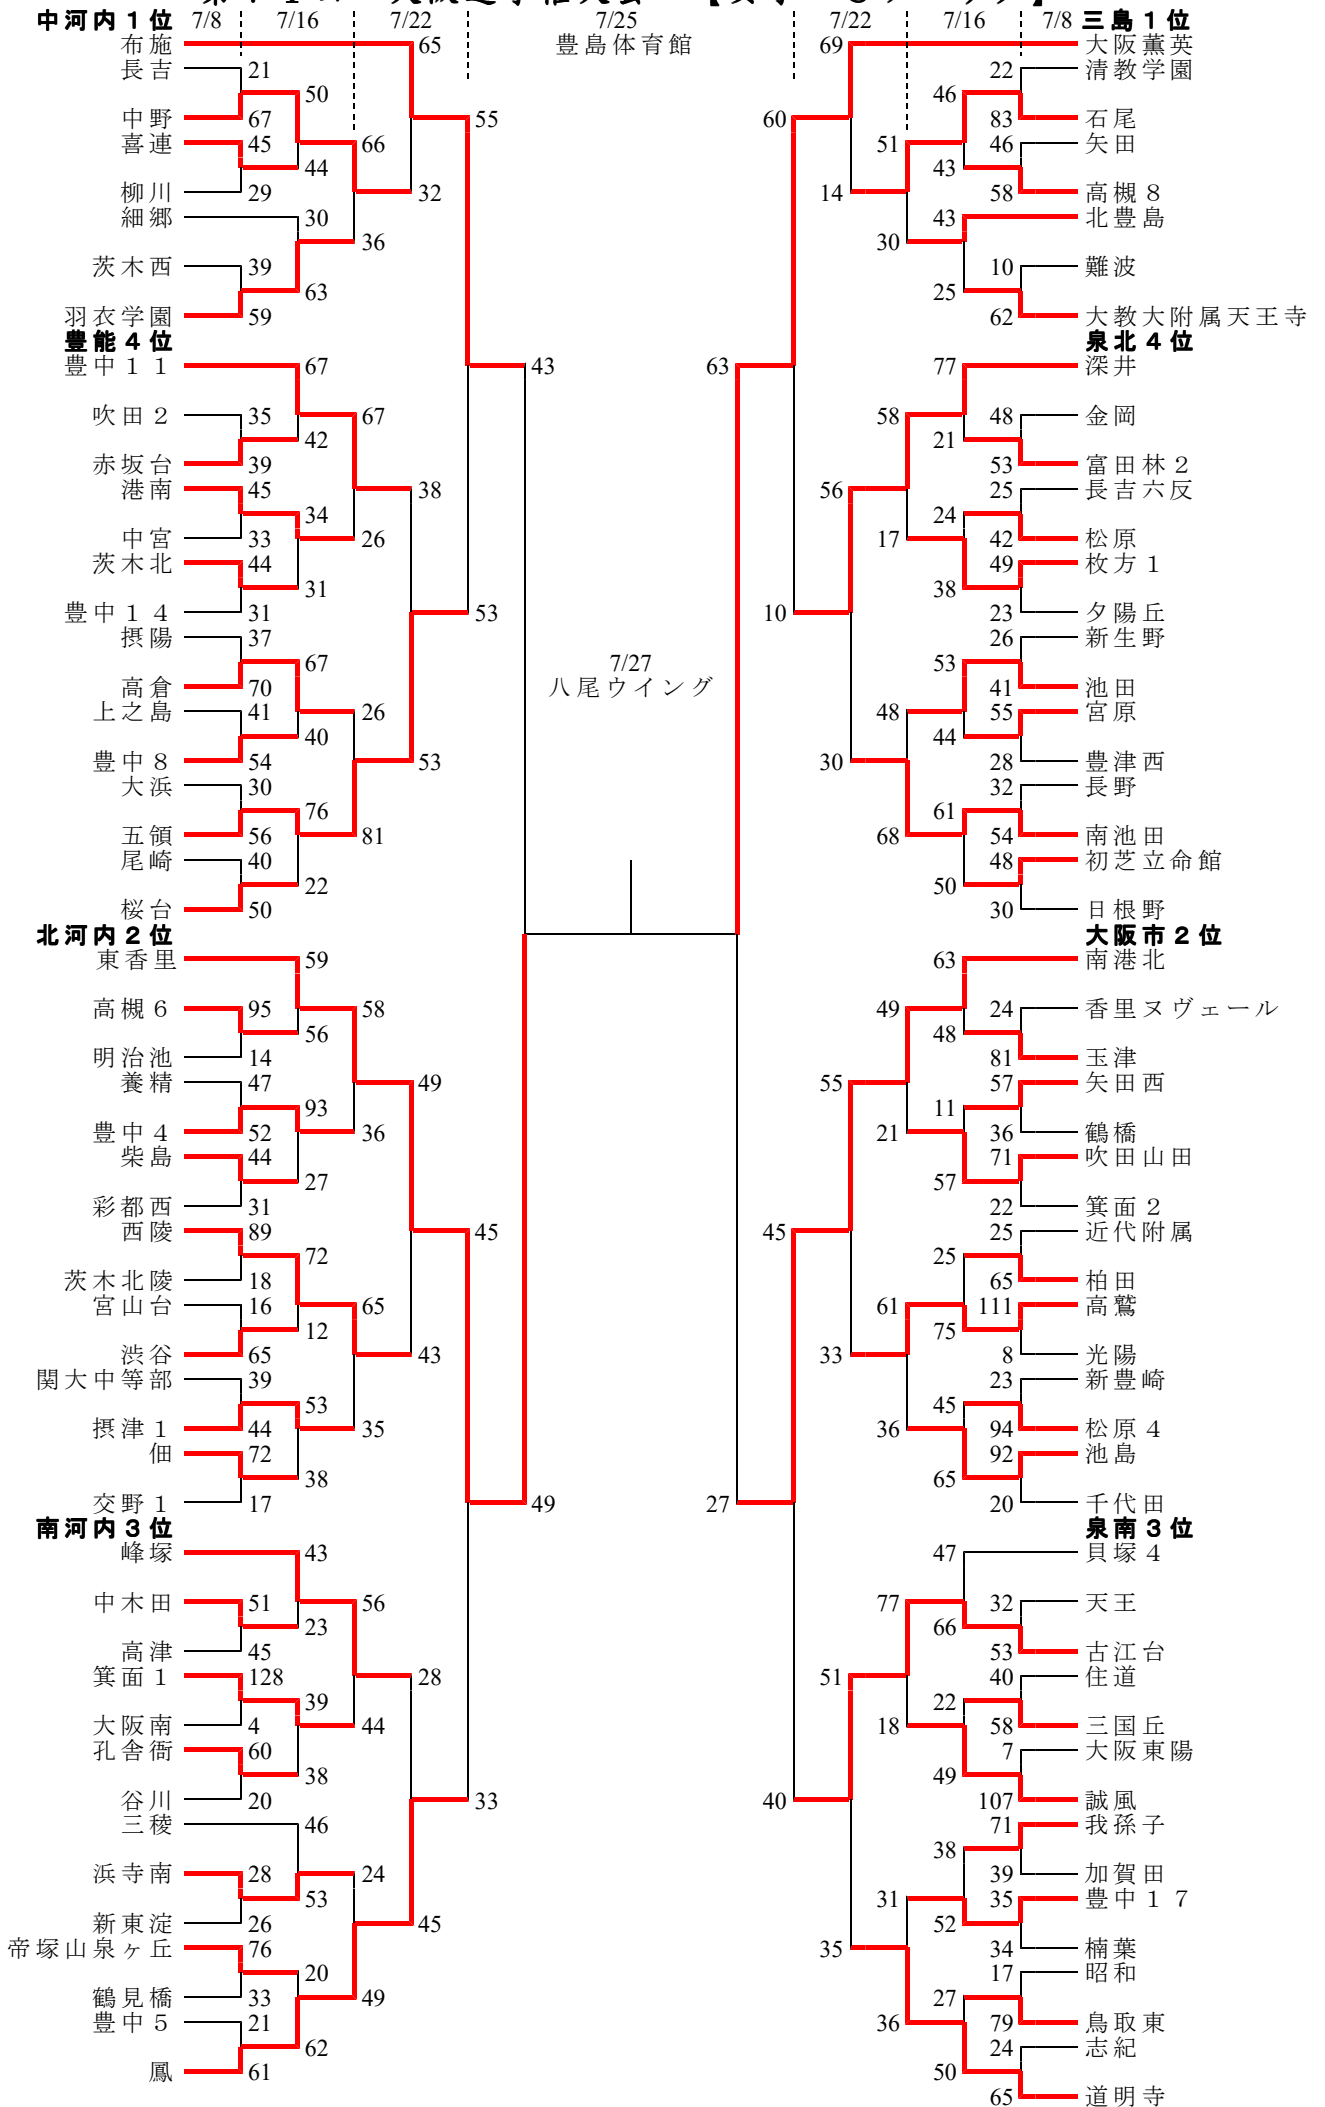 中河内１位 7/8 7/16 7/22 7/25 7/22 7/16 7/8 三島１位
豊島体育館
布施 65
長吉 21
50
中野 67
喜連 45
44
柳川 29
66
32
55
細郷 30
36
茨木西 39
63
羽衣学園 59
豊能４位
豊中１１ 67
43
吹田２ 35
42
67
赤坂台 39
港南 45
34
38
中宮 33
26
茨木北 44
31
豊中１４ 31
53
摂陽 37
67
高倉 70
上之島 41
26
40
豊中８ 54
53
大浜 30
76
五領 56
81
尾崎 40
22
桜台 50
北河内２位
東香里 59
高槻６ 95
58
56
明治池 14
養精 47
49
93
豊中４ 52
36
柴島 44
27
彩都西 31
西陵 89
45
72
茨木北陵 18
宮山台 16
65
12
渋谷 65
43
関大中等部 39
53
摂津１ 44
35
佃 72
38
交野１ 17
49
南河内３位
峰塚 43
中木田 51
56
23
高津 45
箕面１ 128
28
39
大阪南 4
44
孔舎衙 60
38
谷川 20
33
三稜 46
浜寺南 28
24
53
新東淀 26
45
帝塚山泉ヶ丘 76
20
鶴見橋 33
49
豊中５ 21
62
鳳 61
7/27
八尾ウイング
69 大阪薫英
22 清教学園
46
83 石尾
60
46 矢田
51
43
58 高槻８
14
43 北豊島
30
10 難波
25
62 大教大附属天王寺
泉北４位
77 深井
63
48 金岡
58
21
53 富田林２
25 長吉六反
56
24
42 松原
17
49 枚方１
38
23 夕陽丘
10
26 新生野
53
41 池田
55 宮原
48
44
28 豊津西
30
32 長野
61
54 南池田
68
48 初芝立命館
50
30 日根野
大阪市２位
63 南港北
24 香里ヌヴェール
49
48
81 玉津
57 矢田西
55
11
36 鶴橋
21
71 吹田山田
57
22 箕面２
25 近代附属
45
25
65 柏田
111 高鷲
61
75
8 光陽
33
23 新豊崎
45
94 松原４
36
92 池島
65
20 千代田
27
泉南３位
47 貝塚４
32 天王
77
66
53 古江台
40 住道
51
22
58 三国丘
18
7 大阪東陽
49
107 誠風
40
71 我孫子
38
39 加賀田
35 豊中１７
31
52
34 楠葉
35
17 昭和
27
79 鳥取東
36
24 志紀
50
65 道明寺